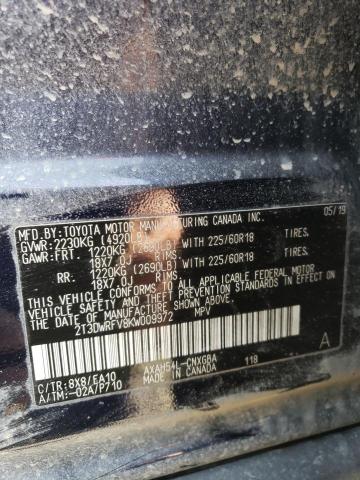 MFD.BY:TOYOTA MOTOR MANUFACTURING CANADA INC. 05/19
GVWR:2230KG (4920LB)
GAWR:FRT. 1220KG (2690LB) WITH 225/60R18 TIRES.
18X7.0J RIMS.
RR. 1220KG (2690LB) WITH 225/60R18 TIRES.
18X7.0J RIMS.
THIS VEHICLE CONFORMS TO ALL APPLICABLE FEDERAL MOTOR
VEHICLE SAFETY AND THEFT PREVENTION STANDARDS IN EFFECT ON
THE DATE OF MANUFACTURE SHOWN ABOVE.
2T3DWRFV8KW009972 MPV
C/TR:8X8/EA10 AXAH54L-CNXGBA 118 A
A/TM:-02A/P710 MADE IN CANADA